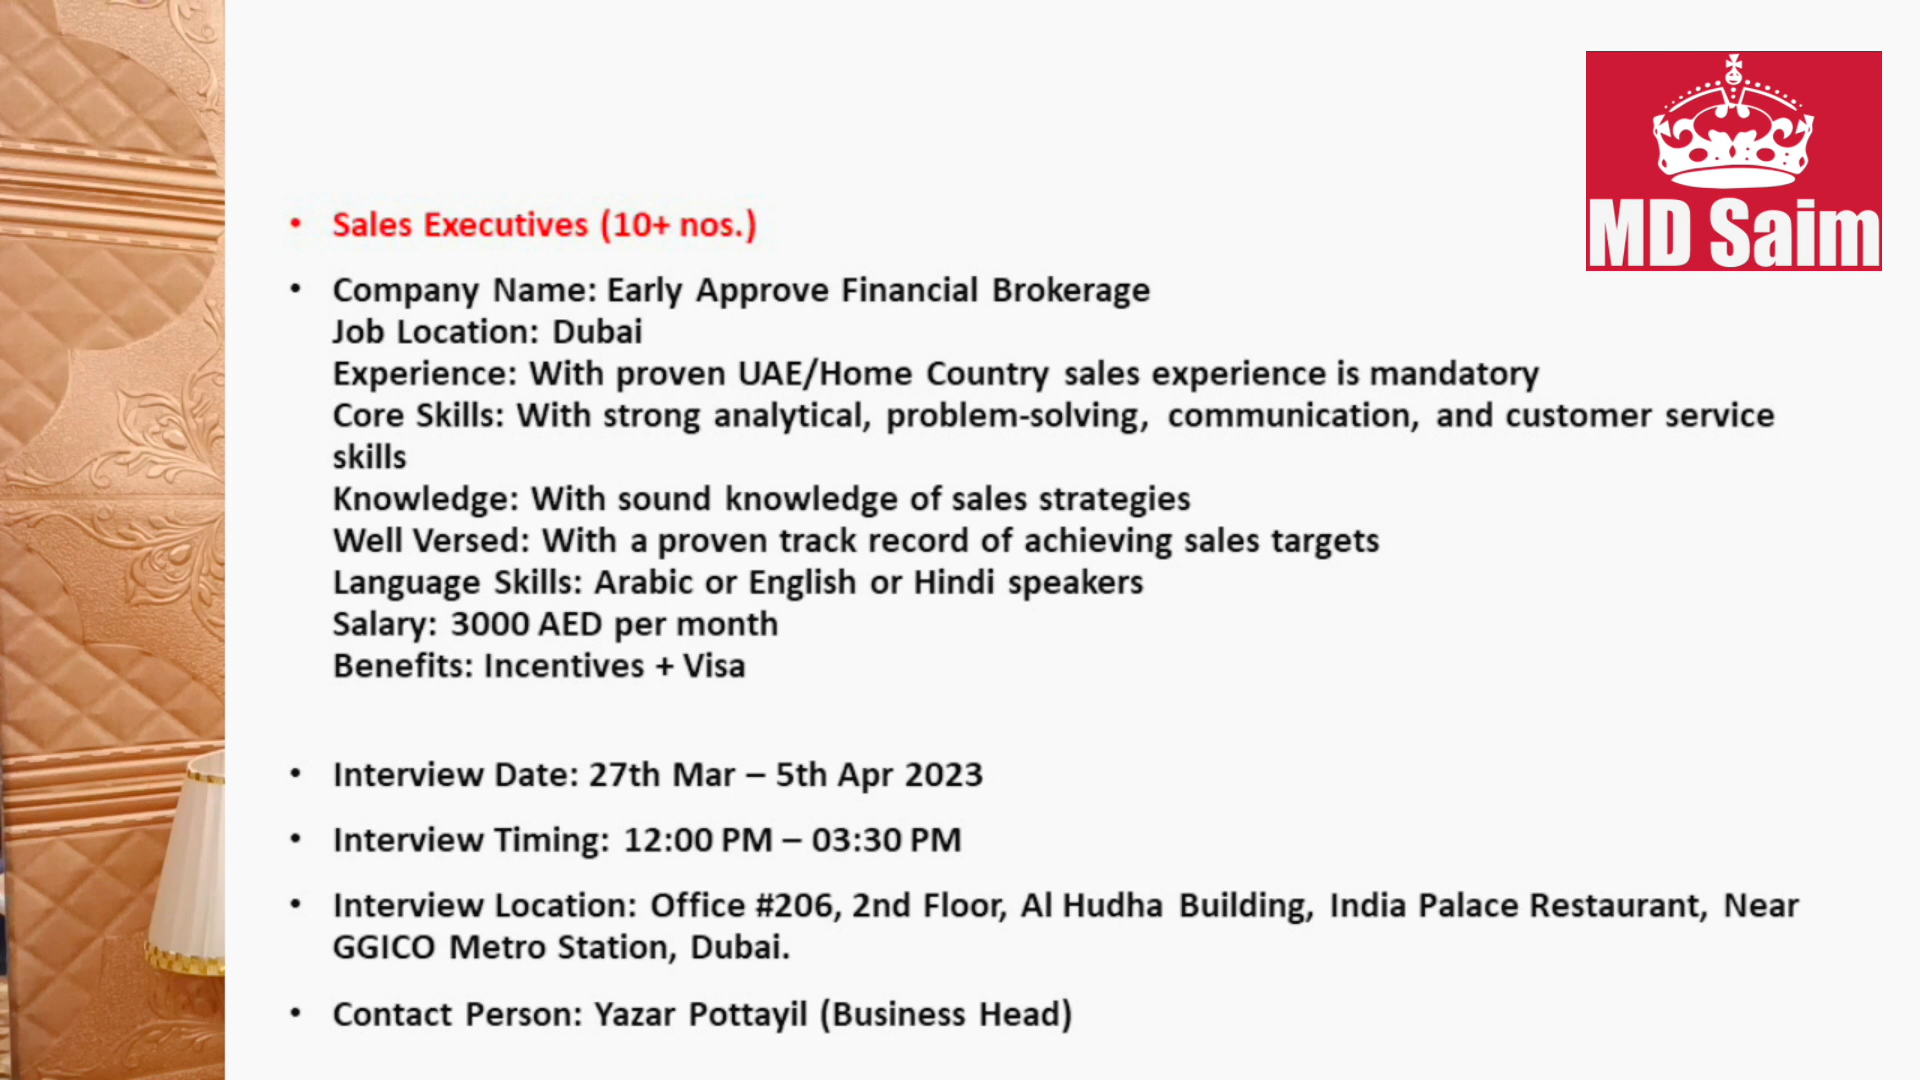 MD Saim
• Sales Executives (10+ nos.)
• Company Name: Early Approve Financial Brokerage
Job Location: Dubai
Experience: With proven UAE/Home Country sales experience is mandatory
Core Skills: With strong analytical, problem-solving, communication, and customer service
skills
Knowledge: With sound knowledge of sales strategies
Well Versed: With a proven track record of achieving sales targets
Language Skills: Arabic or English or Hindi speakers
Salary: 3000 AED per month
Benefits: Incentives + Visa
• Interview Date: 27th Mar – 5th Apr 2023
• Interview Timing: 12:00 PM – 03:30 PM
• Interview Location: Office #206, 2nd Floor, Al Hudha Building, India Palace Restaurant, Near
GGICO Metro Station, Dubai.
• Contact Person: Yazar Pottayil (Business Head)